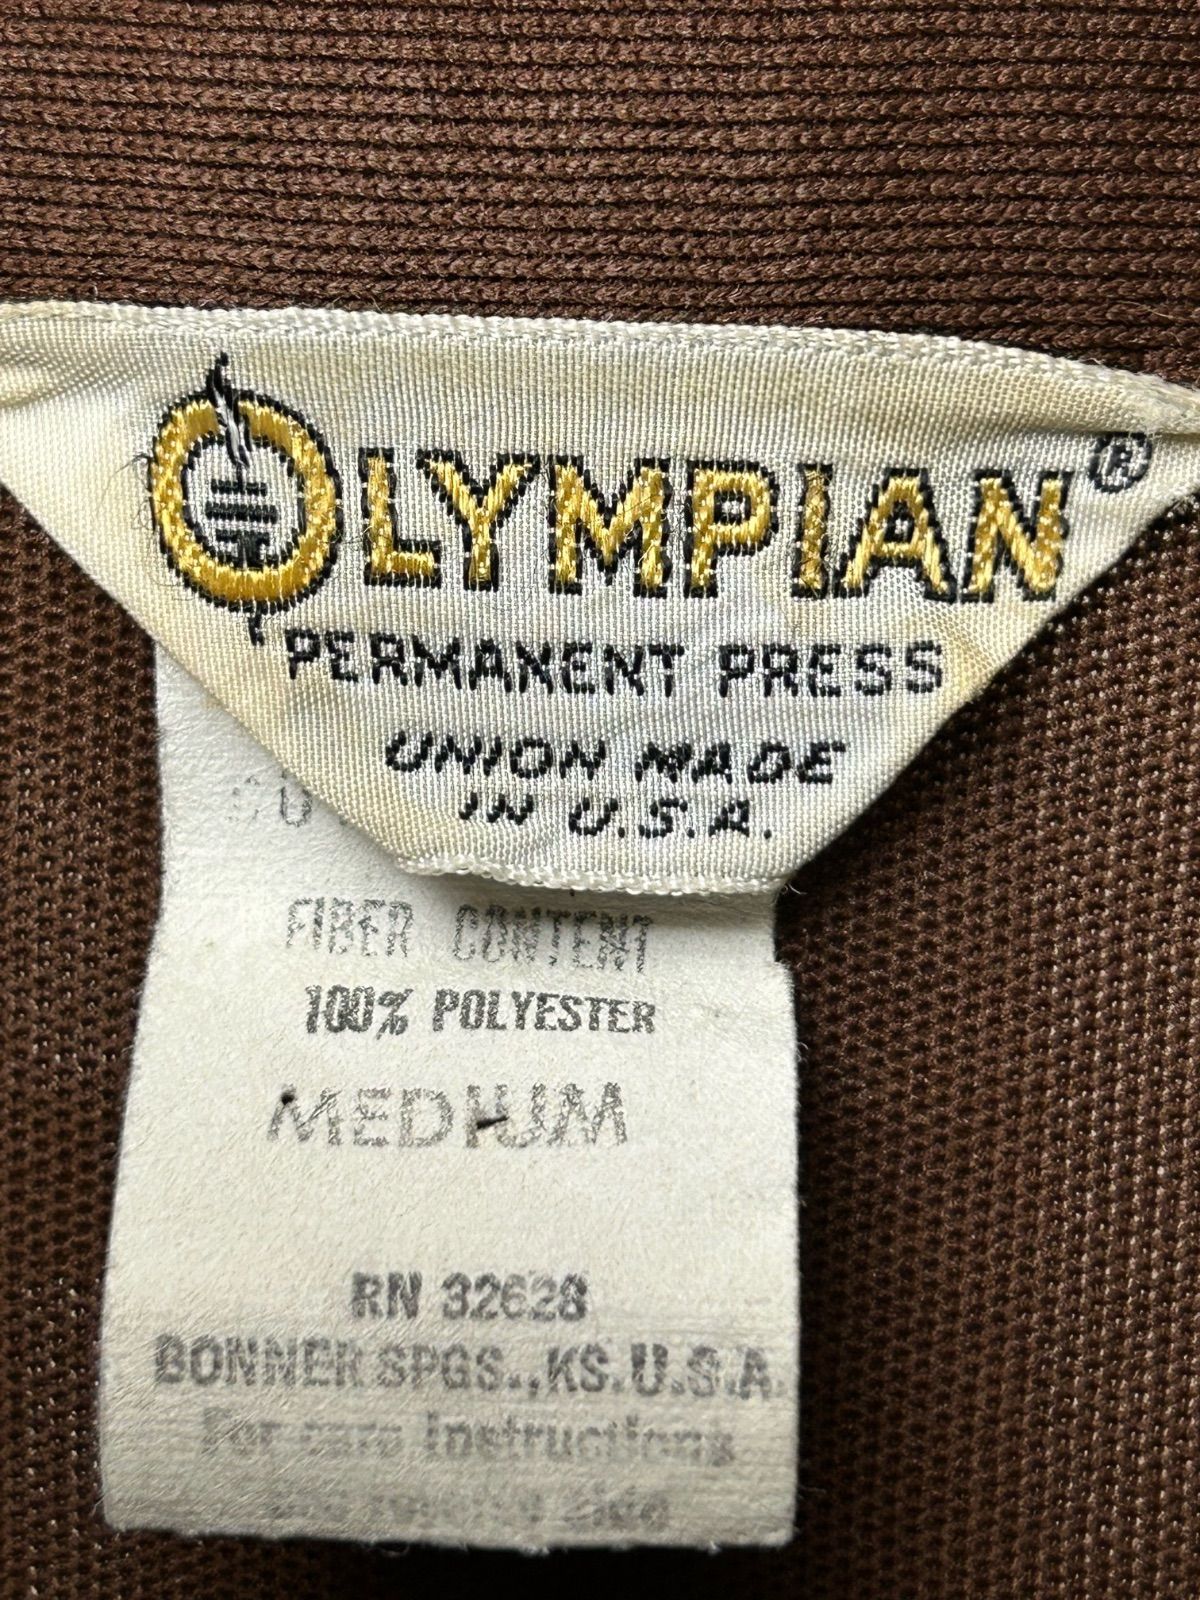 OLYMPIAN®
PERMANENT PRESS
UNION MADE
IN U.S.A.
FIBER CONTENT
100% POLYESTER
MEDIUM
RN 32628
BONNER SPGS., KS. U.S.A.
For care instructions
side